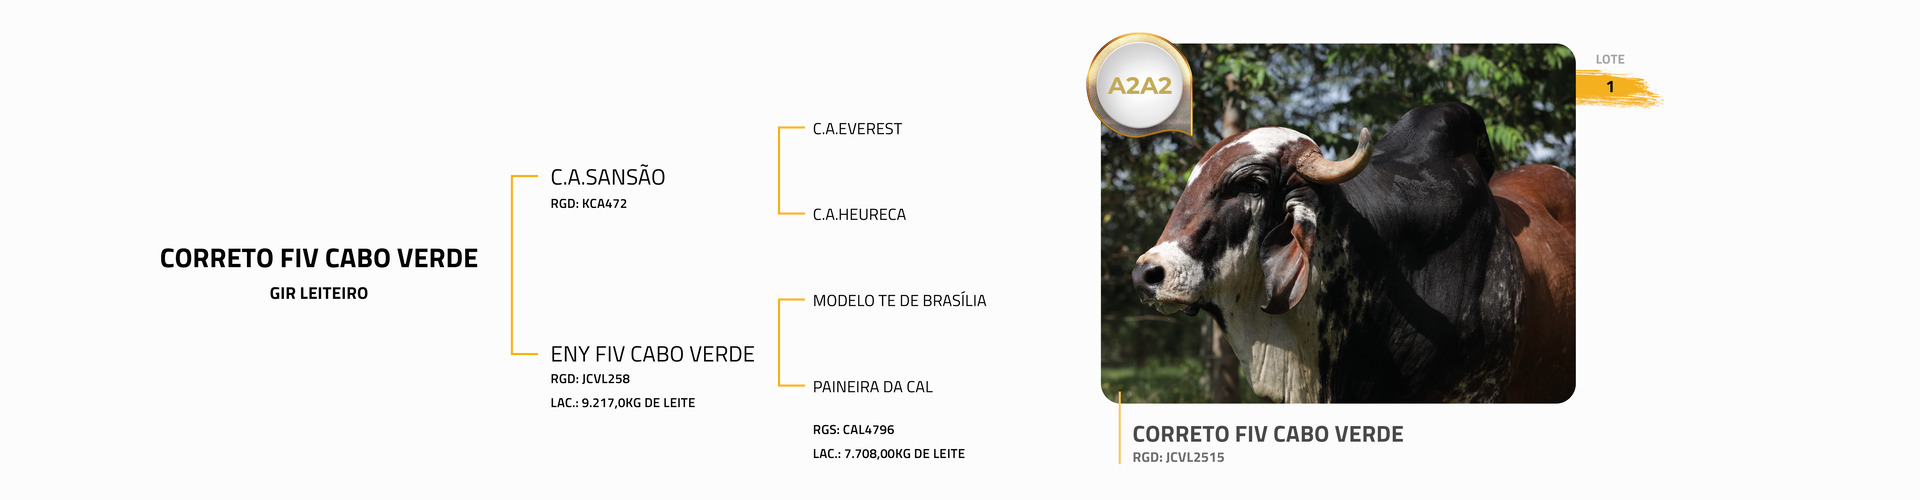 CORRETO FIV CABO VERDE
GIR LEITEIRO
C.A.SANSÃO
RGD: KCA472
ENY FIV CABO VERDE
RGD: JCVL258
LAC.: 9.217,0KG DE LEITE
C.A.EVEREST
C.A.HEURECA
MODELO TE DE BRASÍLIA
PAINEIRA DA CAL
RGS: CAL4796
LAC.: 7.708,00KG DE LEITE
A2A2
LOTE
1
CORRETO FIV CABO VERDE
RGD: JCVL2515